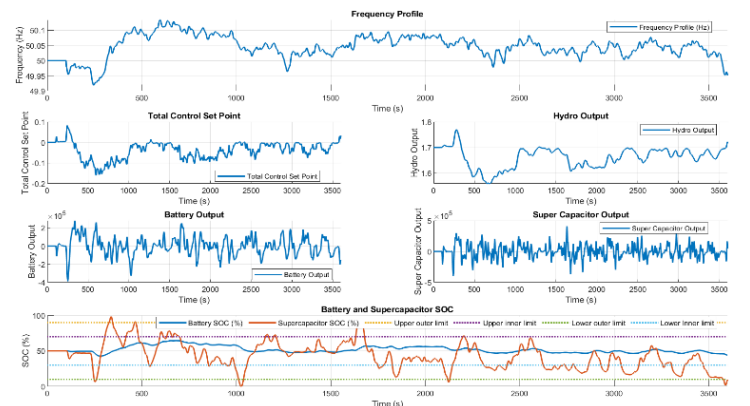 Frequency Profile
Frequency (Hz)
50.1
50.05
50
49.95
49.9
Frequency Profile (Hz)
0 500 1000 1500 2000 2500 3000 3500
Time (s)
Total Control Set Point
Total Control Set Point
0.1
0
-0.1
-0.2
Total Control Set Point
0 500 1000 1500 2000 2500 3000 3500
Time (s)
Hydro Output
Hydro Output
1.8
1.7
1.6
Hydro Output
0 500 1000 1500 2000 2500 3000 3500
Time (s)
Battery Output
Battery Output
×10⁵
2
0
-2
-4
Battery Output
0 500 1000 1500 2000 2500 3000 3500
Time (s)
Super Capacitor Output
Super Capacitor Output
×10⁵
5
0
-5
Super Capacitor Output
0 500 1000 1500 2000 2500 3000 3500
Time (s)
Battery and Supercapacitor SOC
SOC (%)
100
50
0
Battery SOC (%) Supercapacitor SOC (%) Upper outer limit Upper inner limit Lower outer limit Lower inner limit
0 500 1000 1500 2000 2500 3000 3500
Time (s)